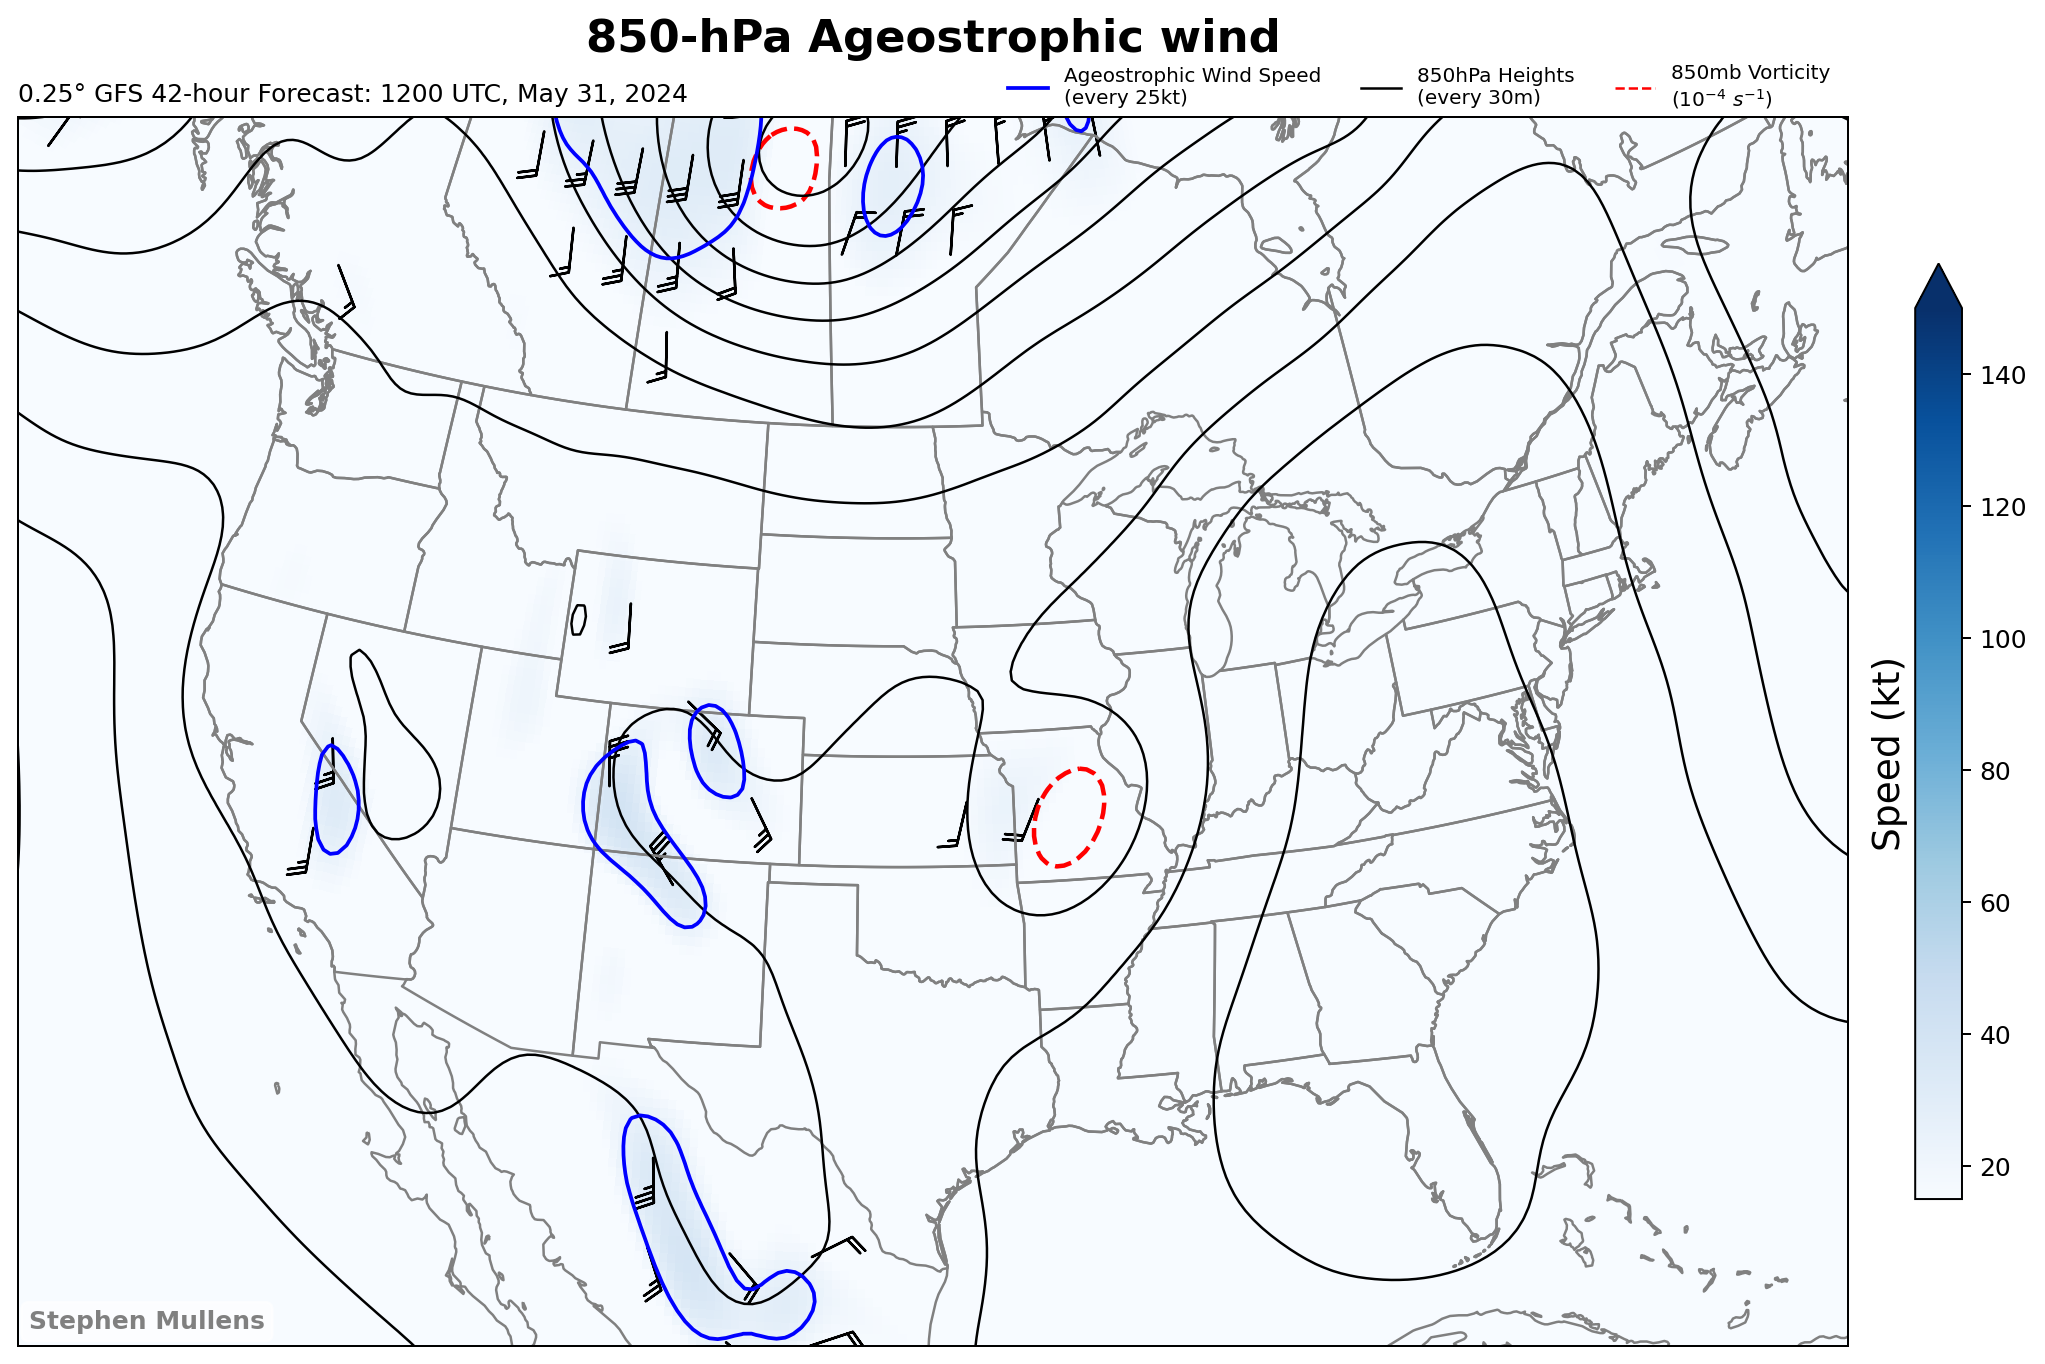 850-hPa Ageostrophic wind
0.25° GFS 42-hour Forecast: 1200 UTC, May 31, 2024
Ageostrophic Wind Speed
(every 25kt)
850hPa Heights
(every 30m)
850mb Vorticity
(10⁻⁴ s⁻¹)
140
120
100
80
60
40
20
Speed (kt)
Stephen Mullens